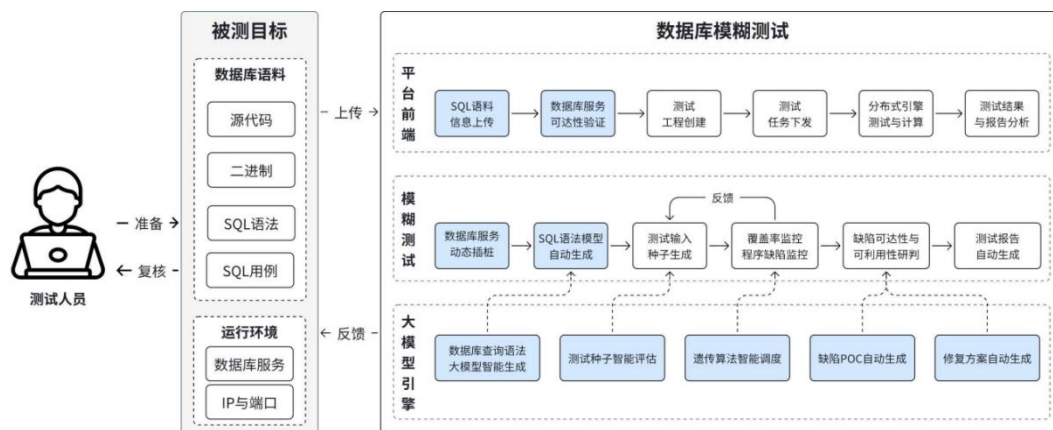 被测目标
数据库语料
源代码
二进制
SQL语法
SQL用例
运行环境
数据库服务
IP与端口
准备
复核
测试人员
上传
反馈
数据库模糊测试
平台前端
SQL语料
信息上传
数据库服务
可达性验证
测试
工程创建
测试
任务下发
分布式引擎
测试与计算
测试结果
与报告分析
模糊测试
反馈
数据库服务
动态插桩
SQL语法模型
自动生成
测试输入
种子生成
覆盖率监控
程序缺陷监控
缺陷可达性与
可利用性研判
测试报告
自动生成
大模型引擎
数据库查询语法
大模型智能生成
测试种子智能评估
遗传算法智能调度
缺陷POC自动生成
修复方案自动生成